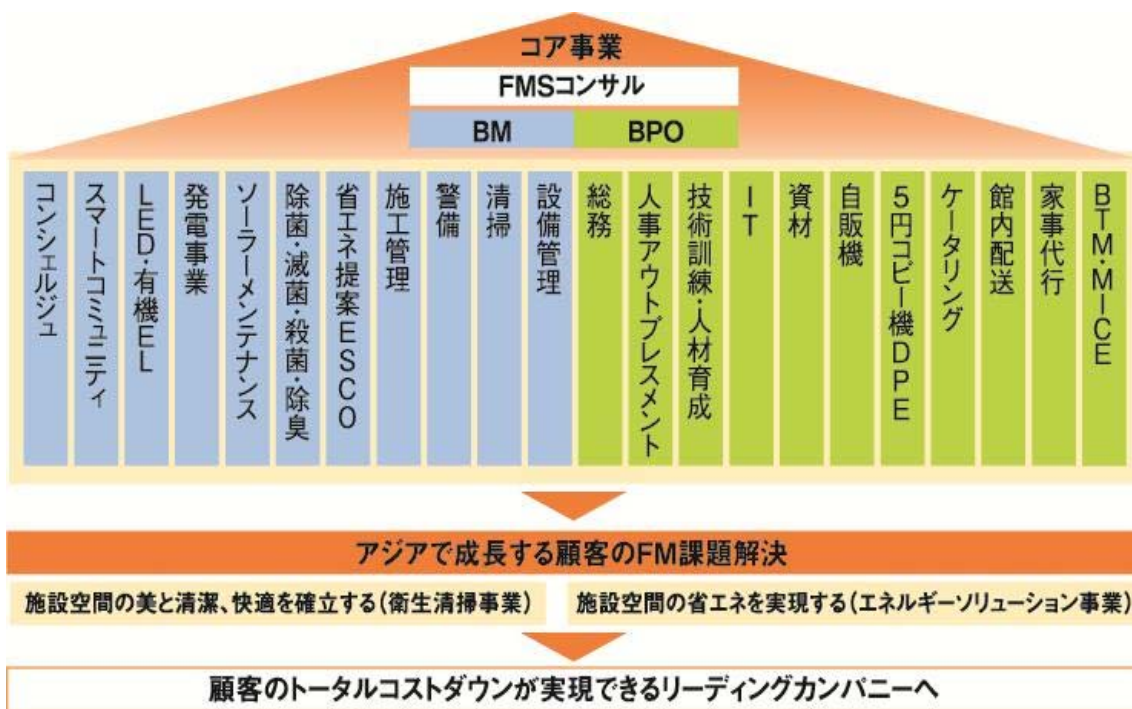 コア事業
FMSコンサル
BM
BPO
コンシェルジュ
スマートコミュニティ
LED・有機EL
発電事業
ソーラーメンテナンス
除菌・滅菌・殺菌・除臭
省エネ提案ESCO
施工管理
警備
清掃
設備管理
総務
人事アウトプレスメント
技術訓練・人材育成
IT
資材
自販機
5円コピー機DPE
ケータリング
館内配送
家事代行
BTM・MICE
アジアで成長する顧客のFM課題解決
施設空間の美と清潔、快適を確立する(衛生清掃事業)
施設空間の省エネを実現する(エネルギーソリューション事業)
顧客のトータルコストダウンが実現できるリーディングカンパニーへ